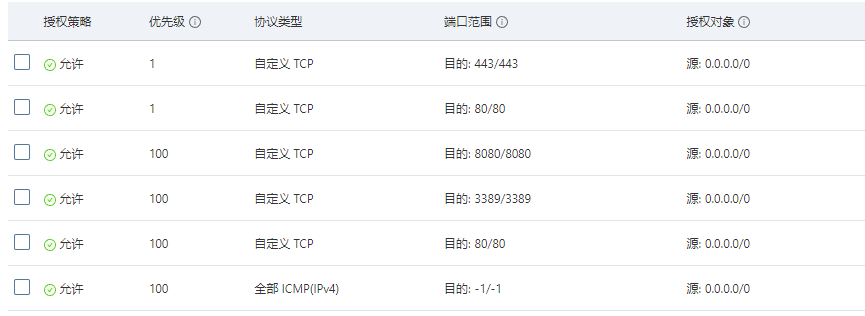 授权策略 优先级 协议类型 端口范围 授权对象
允许 1 自定义 TCP 目的: 443/443 源: 0.0.0.0/0
允许 1 自定义 TCP 目的: 80/80 源: 0.0.0.0/0
允许 100 自定义 TCP 目的: 8080/8080 源: 0.0.0.0/0
允许 100 自定义 TCP 目的: 3389/3389 源: 0.0.0.0/0
允许 100 自定义 TCP 目的: 80/80 源: 0.0.0.0/0
允许 100 全部 ICMP(IPv4) 目的: -1/-1 源: 0.0.0.0/0